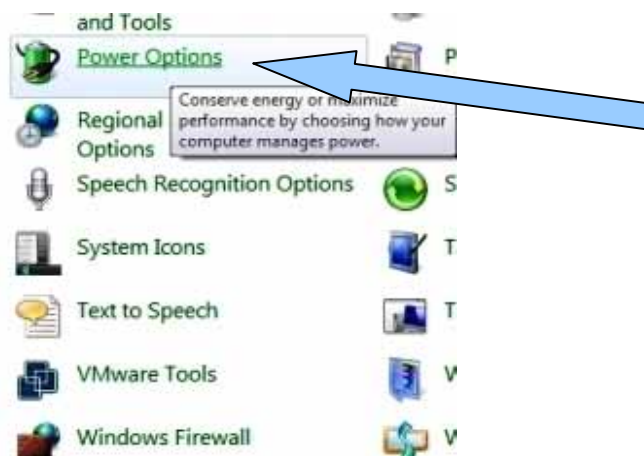 and Tools
Power Options
P
Conserve energy or maximize
performance by choosing how your
computer manages power.
Regional
Options
Speech Recognition Options
S
System Icons
T
Text to Speech
T
VMware Tools
W
Windows Firewall
W